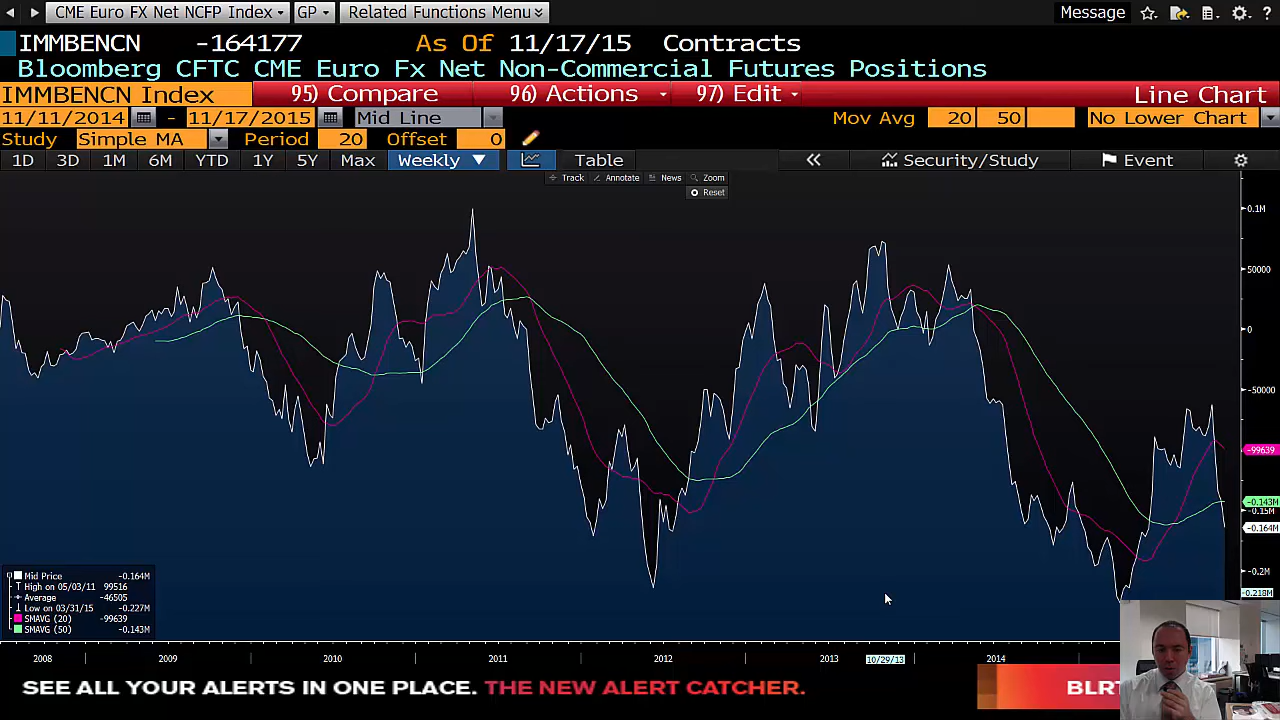 CME Euro FX Net NCFP Index GP Related Functions Menu Message ?
IMMBENCN -164177 As Of 11/17/15 Contracts
Bloomberg CFTC CME Euro Fx Net Non-Commercial Futures Positions
IMMBENCN Index 95) Compare 96) Actions 97) Edit Line Chart
11/11/2014 - 11/17/2015 Mid Line Mov Avg 20 50 No Lower Chart
Study Simple MA Period 20 Offset 0
1D 3D 1M 6M YTD 1Y 5Y Max Weekly Table « Security/Study Event
Track Annotate News Zoom
Reset
0.1M
50000
0
-50000
-99639
-0.143M
-0.15M
-0.164M
-0.2M
-0.218M
Mid Price -0.164M
High on 05/03/11 99516
Average -46505
Low on 03/31/15 -0.227M
SMAVG (20) -99639
SMAVG (50) -0.143M
2008 2009 2010 2011 2012 2013 10/29/13 2014
SEE ALL YOUR ALERTS IN ONE PLACE. THE NEW ALERT CATCHER. BLRT